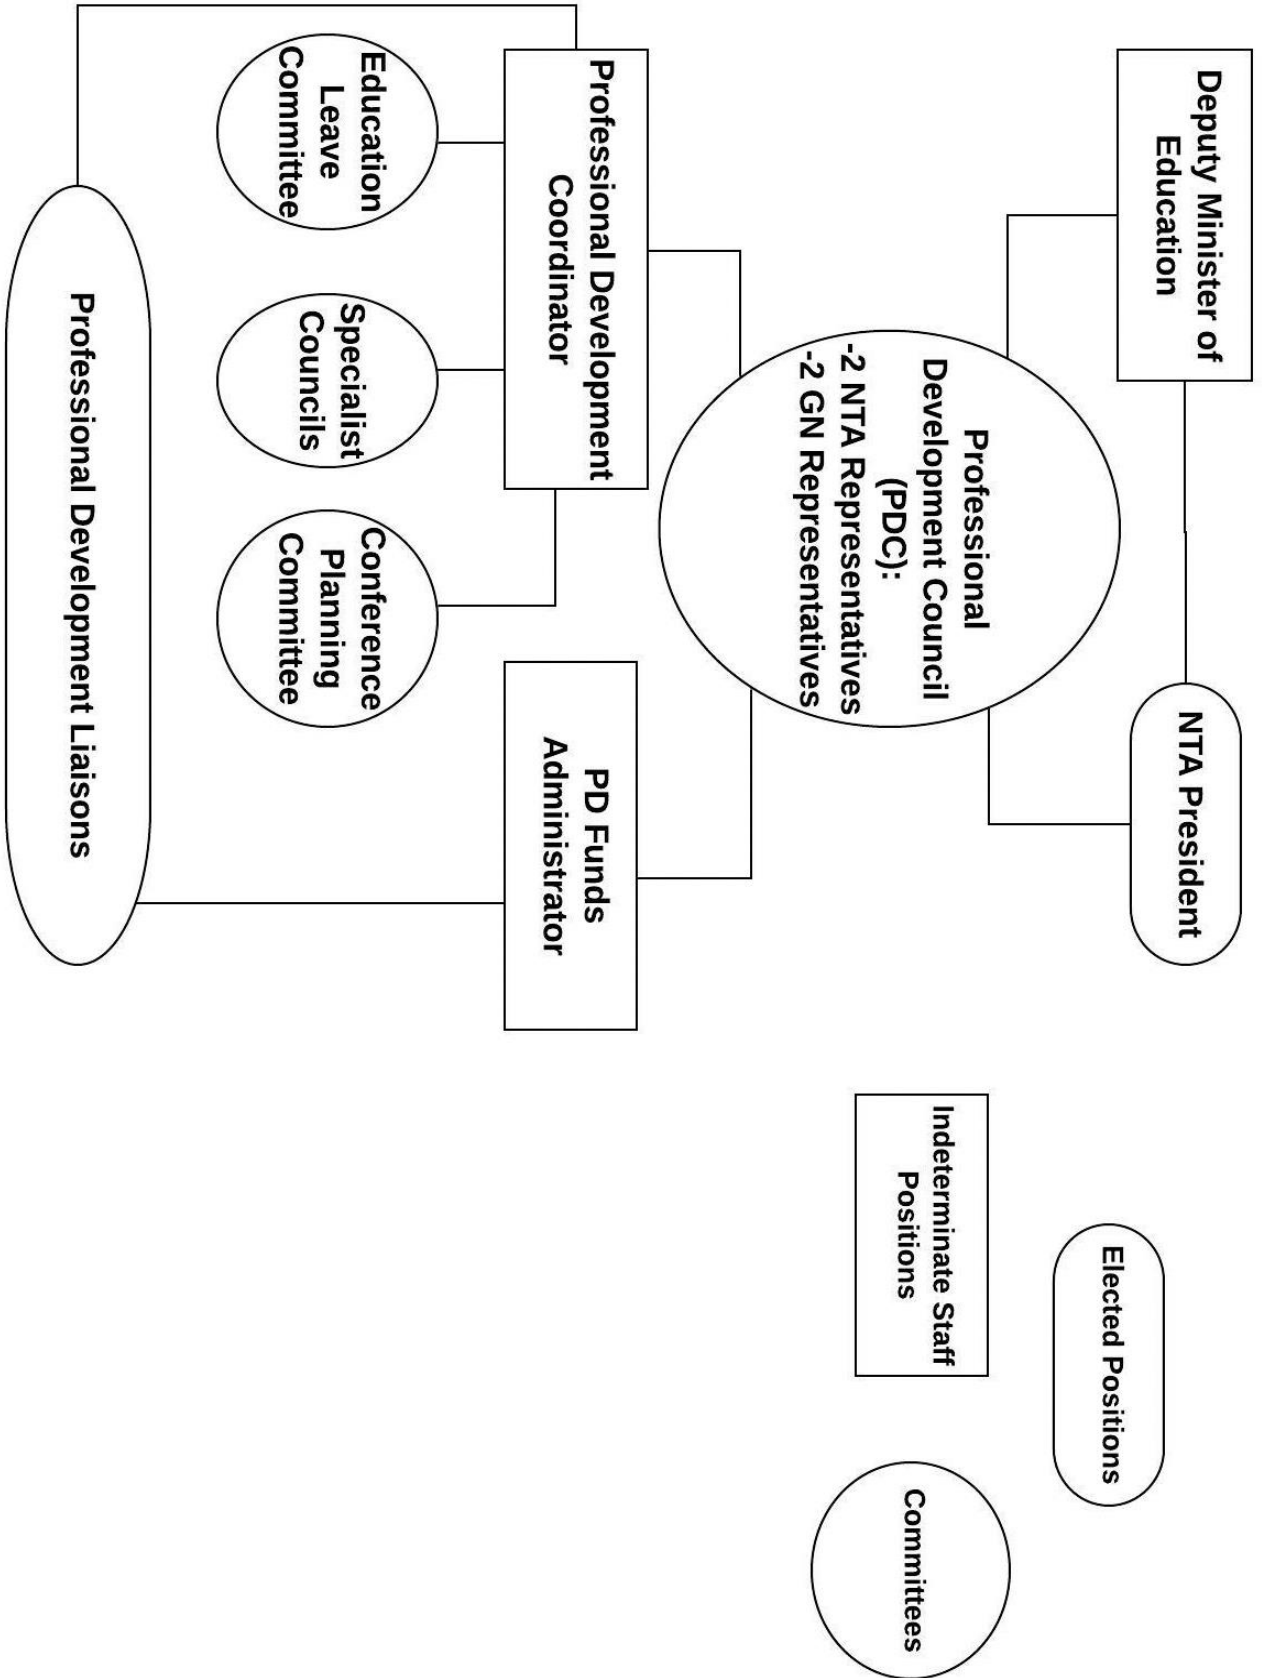 Deputy Minister of
Education
NTA President
Elected Positions
Professional
Development Council
(PDC):
-2 NTA Representatives
-2 GN Representatives
Indeterminate Staff
Positions
Committees
Professional Development
Coordinator
PD Funds
Administrator
Education
Leave
Committee
Specialist
Councils
Conference
Planning
Committee
Professional Development Liaisons